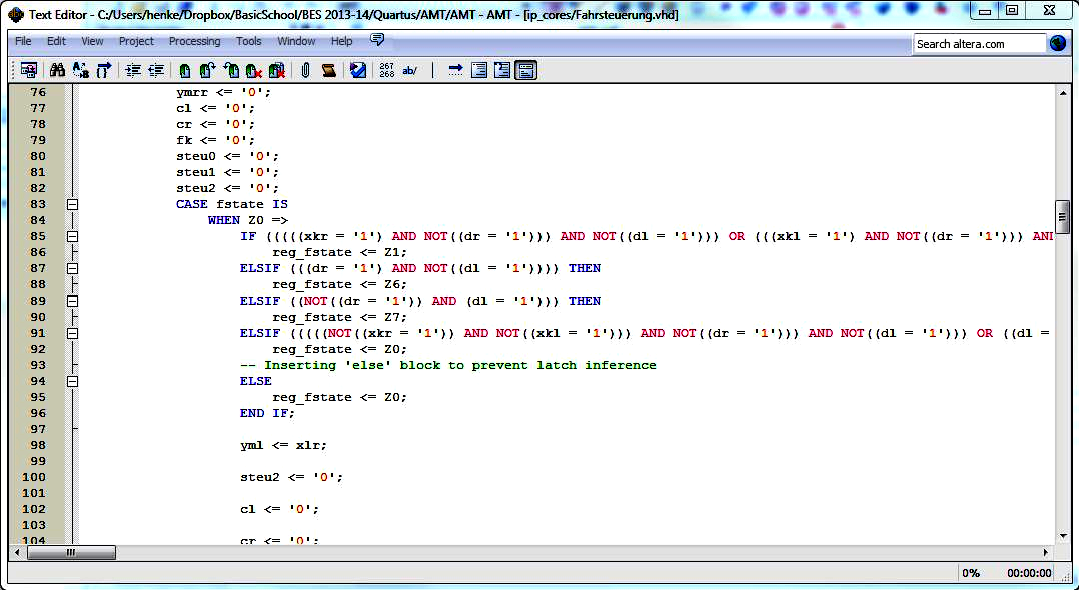 Text Editor - C:/Users/henke/Dropbox/BasicSchool/BES 2013-14/Quartus/AMT/AMT - AMT - [ip_cores/Fahrsteuerung.vhd]
File Edit View Project Processing Tools Window Help
Search altera.com
267
268 ab/
76 ymrr <= '0';
77 cl <= '0';
78 cr <= '0';
79 fk <= '0';
80 steu0 <= '0';
81 steu1 <= '0';
82 steu2 <= '0';
83 CASE fstate IS
84 WHEN Z0 =>
85 IF (((((xkr = '1') AND NOT((dr = '1'))) AND NOT((dl = '1'))) OR (((xkl = '1') AND NOT((dr = '1'))) AND
86 reg_fstate <= Z1;
87 ELSIF (((dr = '1') AND NOT((dl = '1')))) THEN
88 reg_fstate <= Z6;
89 ELSIF ((NOT((dr = '1')) AND (dl = '1'))) THEN
90 reg_fstate <= Z7;
91 ELSIF (((((NOT((xkr = '1')) AND NOT((xkl = '1'))) AND NOT((dr = '1'))) AND NOT((dl = '1'))) OR ((dl =
92 reg_fstate <= Z0;
93 -- Inserting 'else' block to prevent latch inference
94 ELSE
95 reg_fstate <= Z0;
96 END IF;
97
98 yml <= xlr;
99
100 steu2 <= '0';
101
102 cl <= '0';
103
104 cr <= '0';
0% 00:00:00